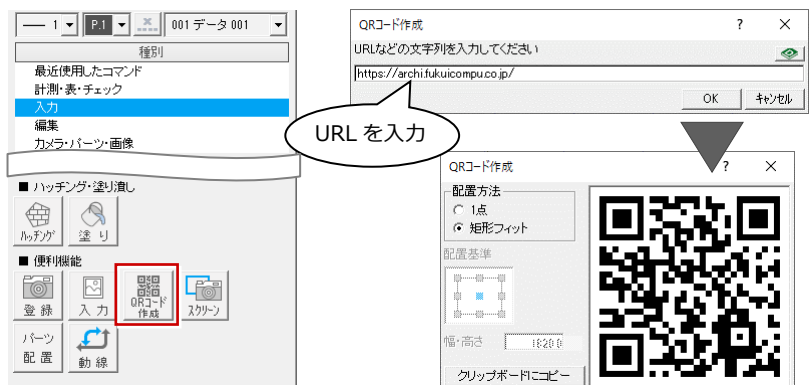 1 P.1 001 データ 001
種別
最近使用したコマンド
計測・表・チェック
入力
編集
カメラ・パーツ・画像
■ ハッチング・塗り潰し
ハッチング 塗り
■ 便利機能
登録 入力 QRコード作成 スクリーン
パーツ配置 動線
QRコード作成 ? ×
URLなどの文字列を入力してください
https://archi.fukuicompu.co.jp/
OK キャンセル
URL を入力
QRコード作成 ? ×
配置方法
1点
矩形フィット
配置基準
幅・高さ 1820.0
クリップボードにコピー